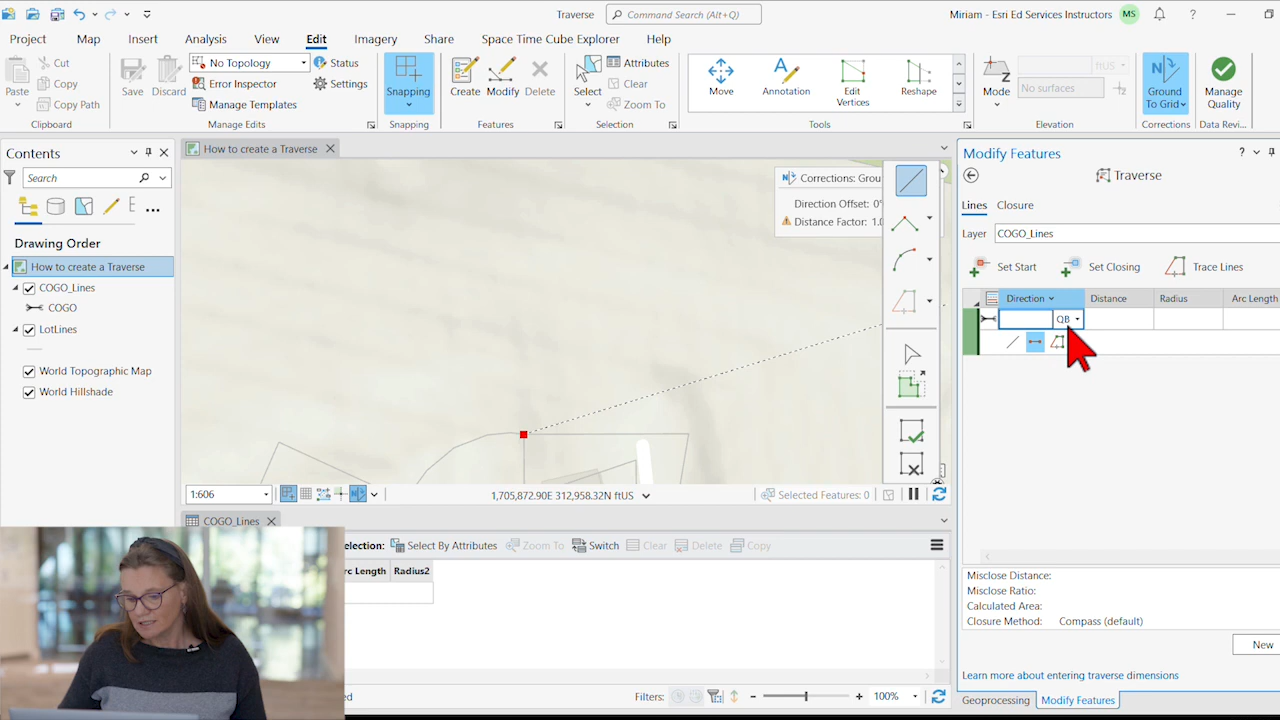 Traverse
Command Search (Alt+Q)
Miriam - Esri Ed Services Instructors
MS
?
Project
Map
Insert
Analysis
View
Edit
Imagery
Share
Space Time Cube Explorer
Help
Paste
Cut
Copy
Copy Path
Clipboard
Save
Discard
No Topology
Error Inspector
Manage Templates
Status
Settings
Manage Edits
Snapping
Snapping
Create
Modify
Delete
Features
Select
Attributes
Clear
Zoom To
Selection
Move
Annotation
Edit
Vertices
Reshape
Tools
Mode
ftUS
No surfaces
Elevation
Ground
To Grid
Corrections
Manage
Quality
Data Revi...
Contents
Search
Drawing Order
How to create a Traverse
COGO_Lines
COGO
LotLines
World Topographic Map
World Hillshade
How to create a Traverse
Corrections: Grou
Direction Offset: 0°
Distance Factor: 1.0
1:606
1,705,872.90E 312,958.32N ftUS
Selected Features: 0
COGO_Lines
election:
Select By Attributes
Zoom To
Switch
Clear
Delete
Copy
rc Length
Radius2
ed
Filters:
100%
Modify Features
?
Traverse
Lines
Closure
Layer
COGO_Lines
Set Start
Set Closing
Trace Lines
Direction
Distance
Radius
Arc Length
QB
Misclose Distance:
Misclose Ratio:
Calculated Area:
Closure Method:
Compass (default)
New
Learn more about entering traverse dimensions
Geoprocessing
Modify Features